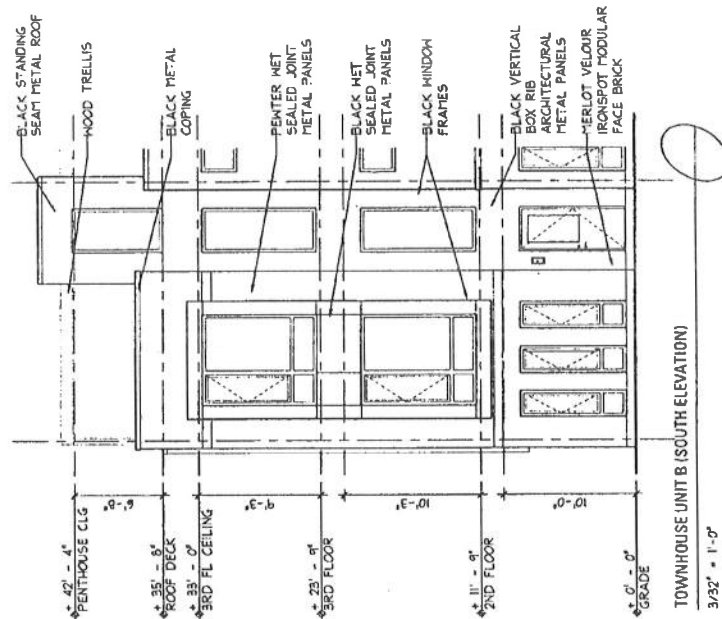 BLACK STANDING
SEAM METAL ROOF
WOOD TRELLIS
BLACK METAL
COPING
PEWTER WET
SEALED JOINT
METAL PANELS
BLACK WET
SEALED JOINT
METAL PANELS
BLACK WINDOW
FRAMES
BLACK VERTICAL
BOX RIB
ARCHITECTURAL
METAL PANELS
MERLOT VELOUR
IRONSPOT MODULAR
FACE BRICK
6'-8"
9'-3"
10'-3"
10'-0"
+ 42' - 4"
PENTHOUSE CLG
+ 35' - 8"
ROOF DECK
+ 33' - 0"
3RD FL CEILING
+ 23' - 9"
3RD FLOOR
+ 11' - 9"
2ND FLOOR
+ 0' - 0"
GRADE
TOWNHOUSE UNIT B (SOUTH ELEVATION)
3/32" = 1'-0"